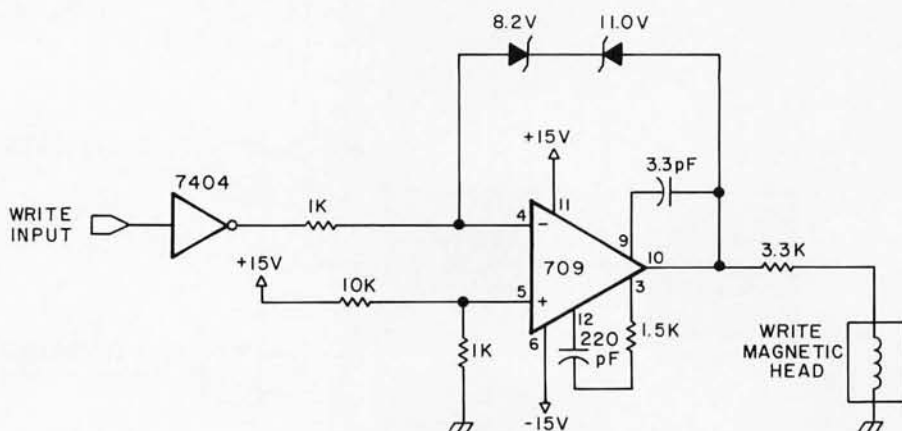 8.2V
11.0V
+15V
3.3pF
7404
11
WRITE
INPUT
1K
4
−
9
3.3K
+15V
709
10
10K
5
+
3
12
1.5K
6
220
pF
1K
WRITE
MAGNETIC
HEAD
-15V